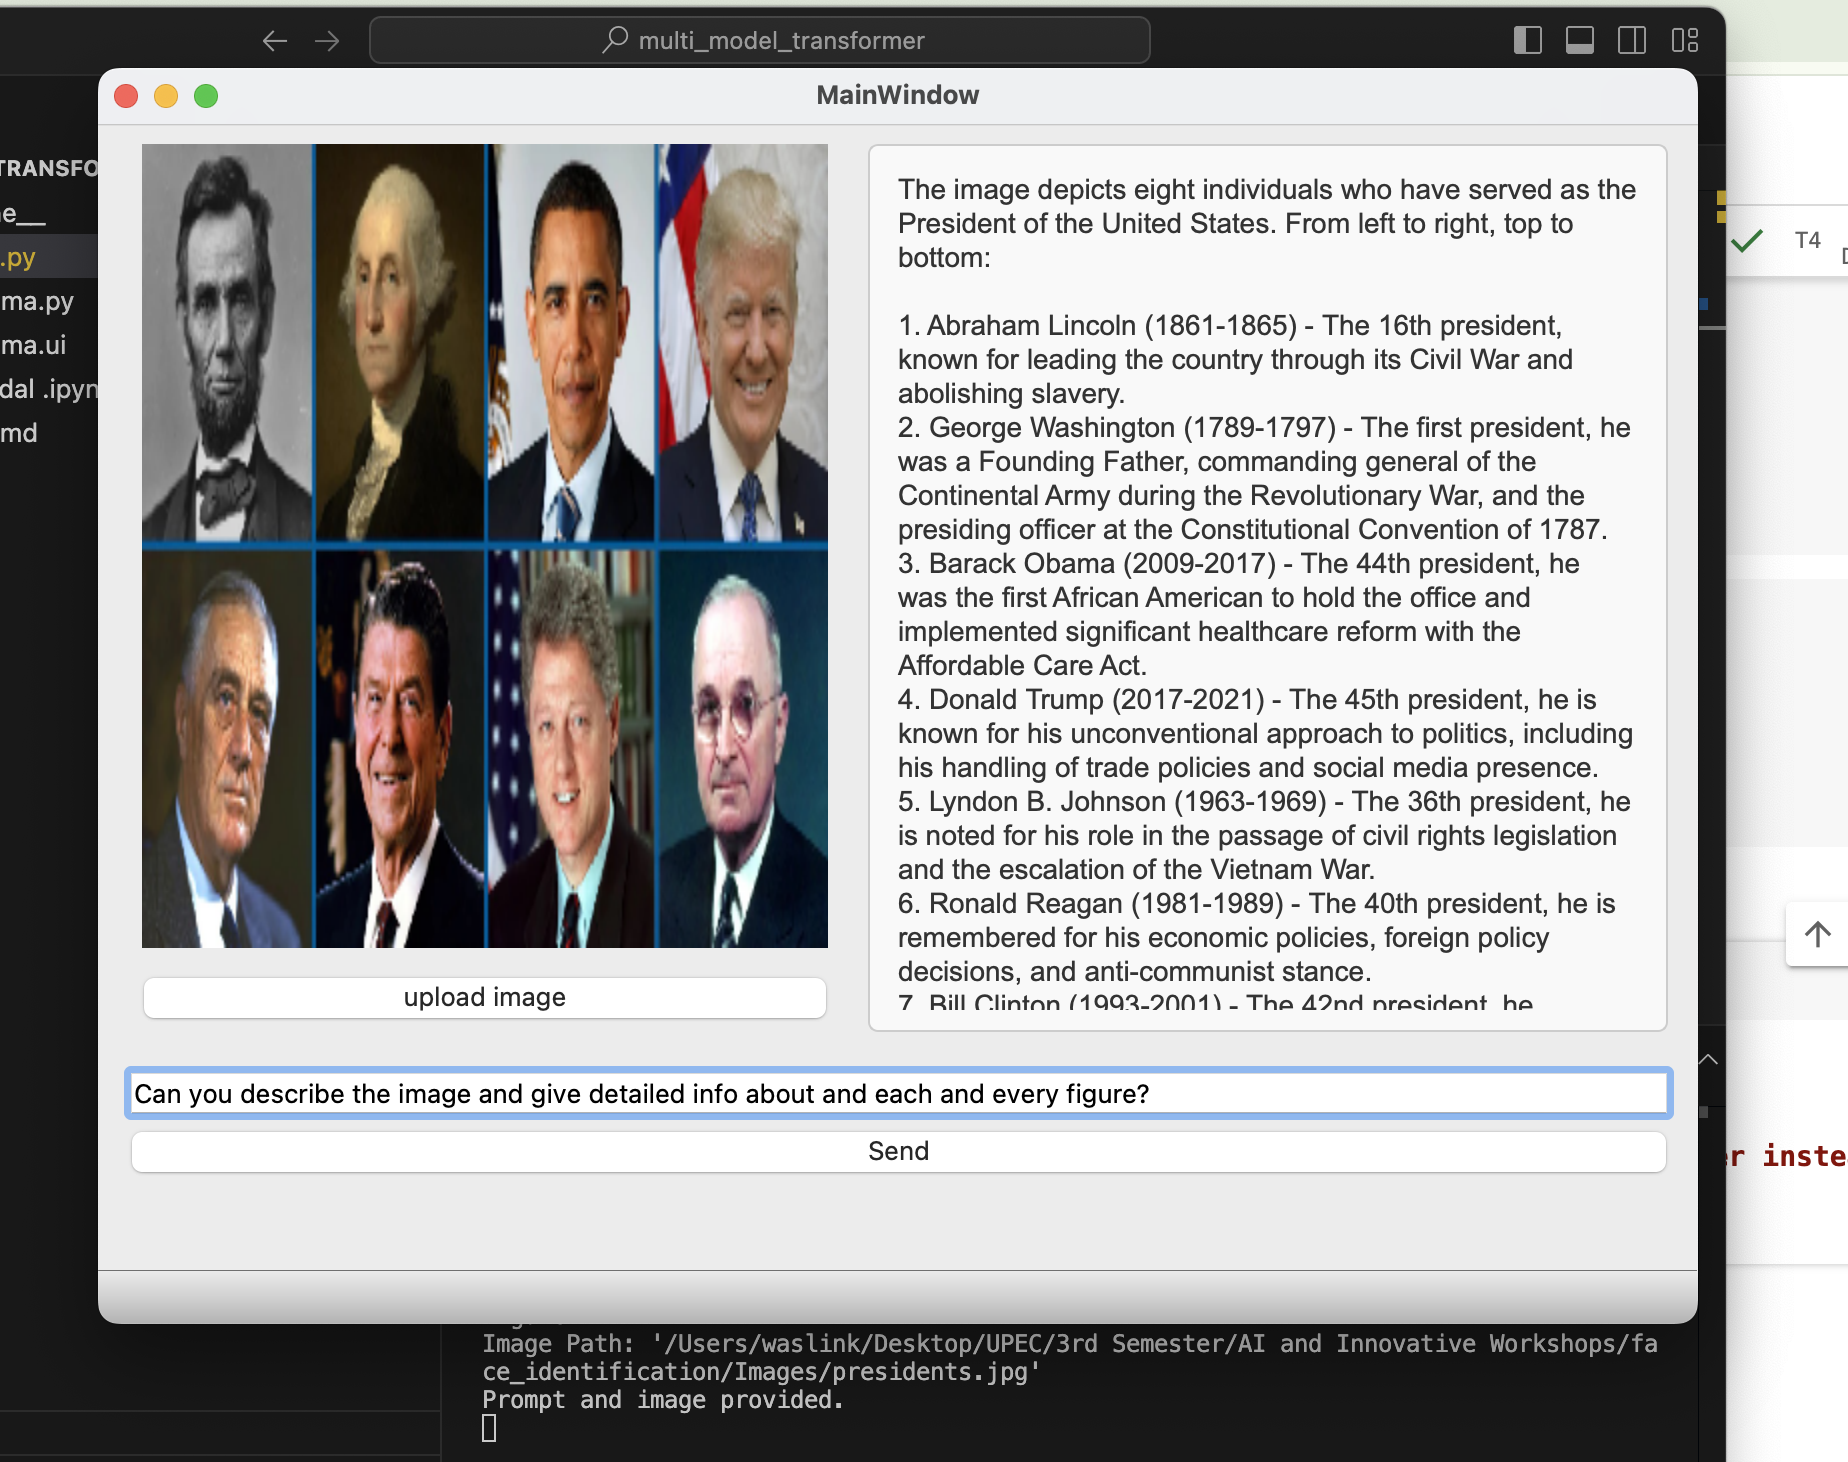 multi_model_transformer
MainWindow
TRANSFO
ne__
.py
ma.py
ma.ui
dal .ipyn
md
The image depicts eight individuals who have served as the
President of the United States. From left to right, top to
bottom:
1. Abraham Lincoln (1861-1865) - The 16th president,
known for leading the country through its Civil War and
abolishing slavery.
2. George Washington (1789-1797) - The first president, he
was a Founding Father, commanding general of the
Continental Army during the Revolutionary War, and the
presiding officer at the Constitutional Convention of 1787.
3. Barack Obama (2009-2017) - The 44th president, he
was the first African American to hold the office and
implemented significant healthcare reform with the
Affordable Care Act.
4. Donald Trump (2017-2021) - The 45th president, he is
known for his unconventional approach to politics, including
his handling of trade policies and social media presence.
5. Lyndon B. Johnson (1963-1969) - The 36th president, he
is noted for his role in the passage of civil rights legislation
and the escalation of the Vietnam War.
6. Ronald Reagan (1981-1989) - The 40th president, he is
remembered for his economic policies, foreign policy
decisions, and anti-communist stance.
7. Bill Clinton (1993-2001) - The 42nd president, he
upload image
Can you describe the image and give detailed info about and each and every figure?
Send
T4
er inste
Image Path: '/Users/waslink/Desktop/UPEC/3rd Semester/AI and Innovative Workshops/fa
ce_identification/Images/presidents.jpg'
Prompt and image provided.